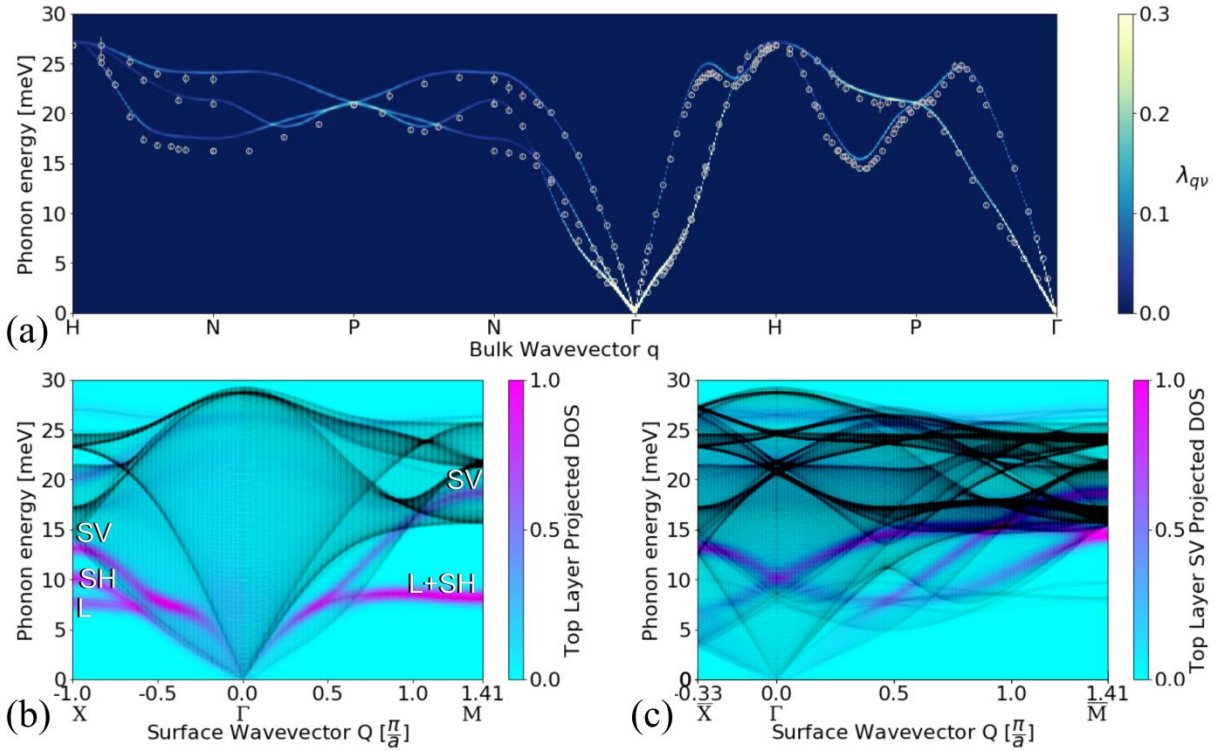 30
25
20
15
10
5
0
Phonon energy [meV]
H N P N Γ H P Γ
Bulk Wavevector q
0.3
0.2
0.1
0.0
λqν
(a)
30
25
20
15
10
5
0
Phonon energy [meV]
SV
SH
L
SV
L+SH
-1.0 -0.5 0.0 0.5 1.0 1.41
X Γ M
Surface Wavevector Q [π/a]
1.0
0.5
0.0
Top Layer Projected DOS
(b)
30
25
20
15
10
5
0
Phonon energy [meV]
-0.33 0.0 0.5 1.0 1.41
X̅ Γ M̅
Surface Wavevector Q [π/a]
1.0
0.5
0.0
Top Layer SV Projected DOS
(c)